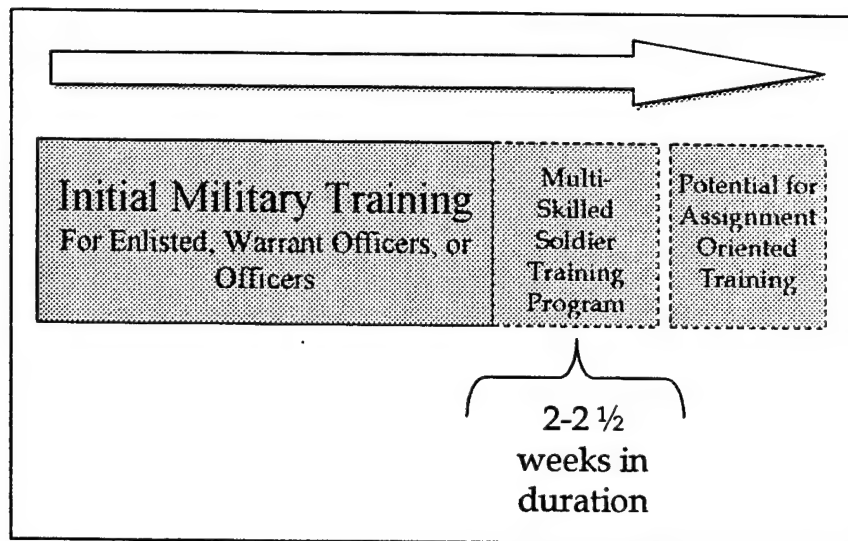 Initial Military Training
For Enlisted, Warrant Officers, or
Officers
Multi-
Skilled
Soldier
Training
Program
Potential for
Assignment
Oriented
Training
2-2 ½
weeks in
duration